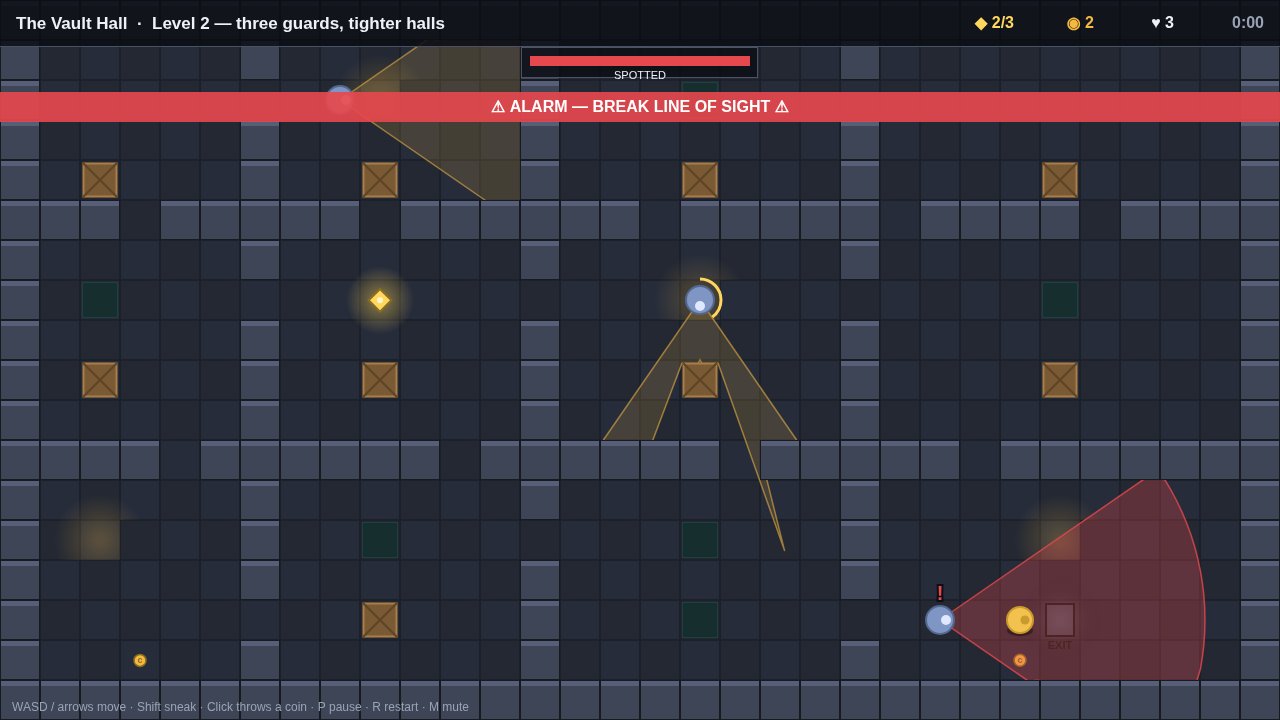 The Vault Hall · Level 2 — three guards, tighter halls
◆ 2/3
◉ 2
♥ 3
0:00
SPOTTED
⚠ ALARM — BREAK LINE OF SIGHT ⚠
!
EXIT
C
C
WASD / arrows move · Shift sneak · Click throws a coin · P pause · R restart · M mute